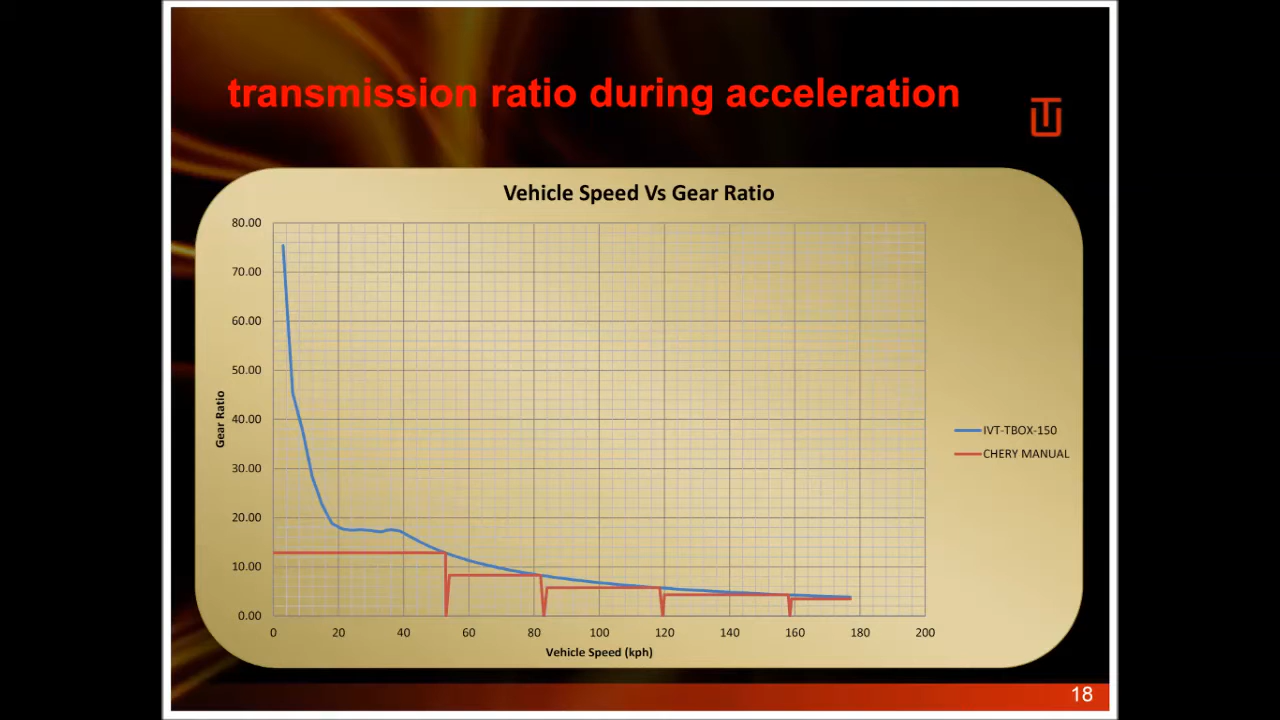 transmission ratio during acceleration
Vehicle Speed Vs Gear Ratio
80.00
70.00
60.00
50.00
40.00
30.00
20.00
10.00
0.00
Gear Ratio
0 20 40 60 80 100 120 140 160 180 200
Vehicle Speed (kph)
IVT-TBOX-150
CHERY MANUAL
18